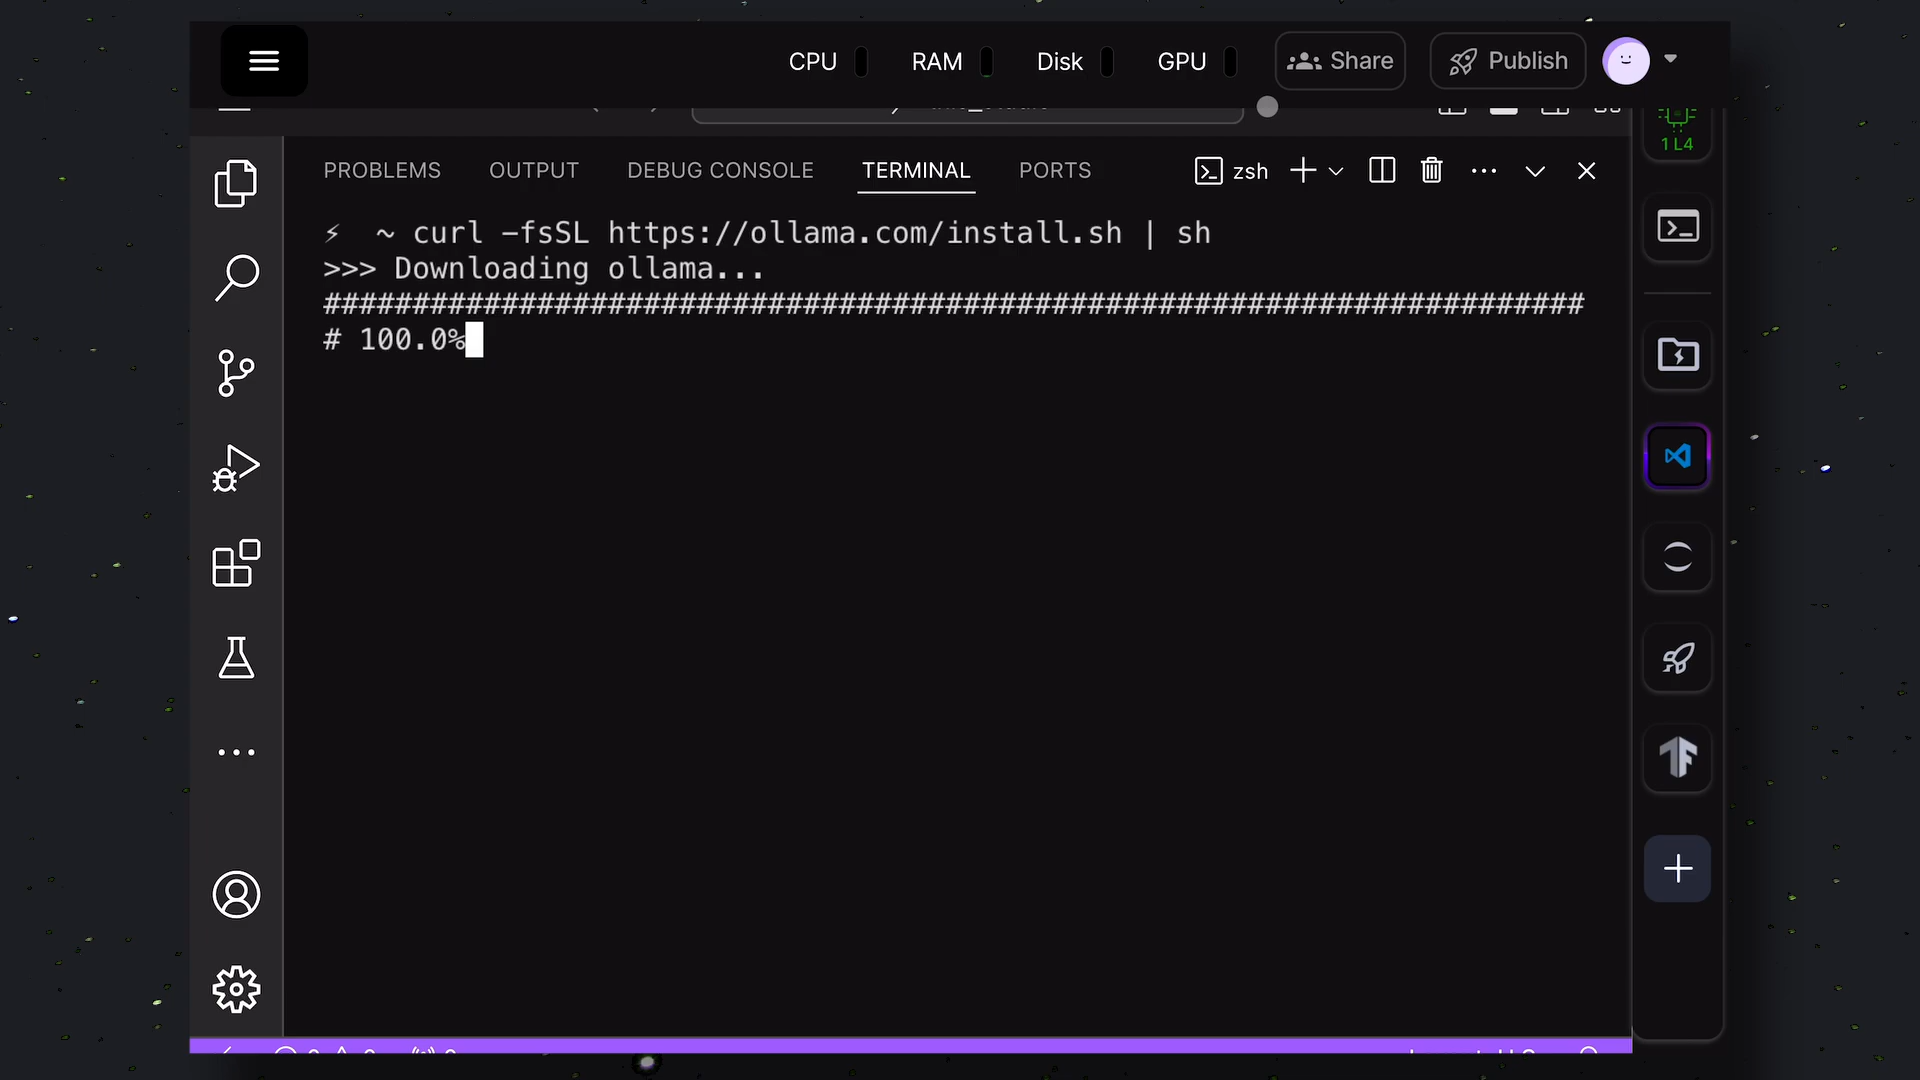 CPU RAM Disk GPU Share Publish
1 L4
PROBLEMS OUTPUT DEBUG CONSOLE TERMINAL PORTS zsh
⚡ ~ curl -fsSL https://ollama.com/install.sh | sh
>>> Downloading ollama...
#######################################################################
# 100.0%